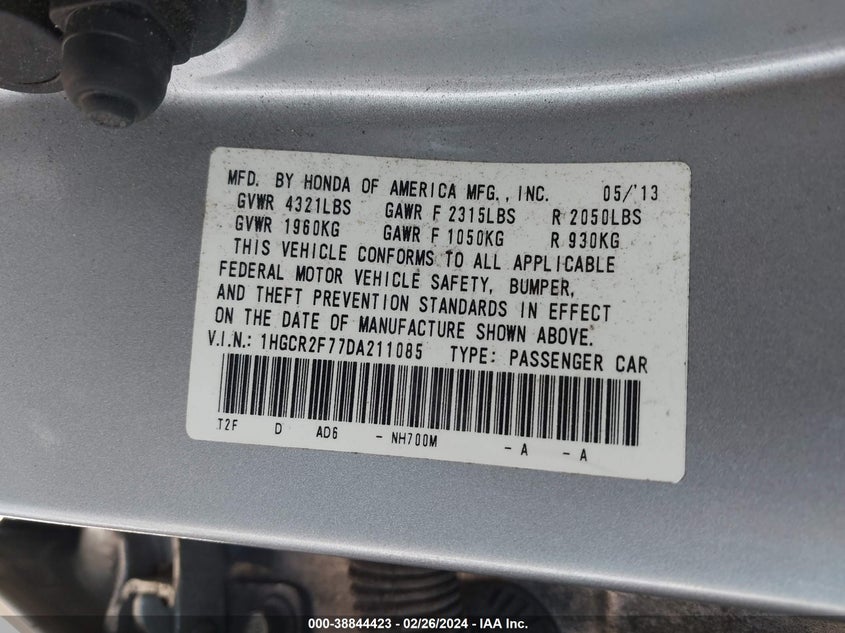 MFD. BY HONDA OF AMERICA MFG., INC. 05/'13
GVWR 4321LBS GAWR F 2315LBS R 2050LBS
GVWR 1960KG GAWR F 1050KG R 930KG
THIS VEHICLE CONFORMS TO ALL APPLICABLE
FEDERAL MOTOR VEHICLE SAFETY, BUMPER,
AND THEFT PREVENTION STANDARDS IN EFFECT
ON THE DATE OF MANUFACTURE SHOWN ABOVE.
V.I.N.: 1HGCR2F77DA211085 TYPE: PASSENGER CAR
T2F D AD6 - NH700M - A - A
000-38844423 - 02/26/2024 - IAA Inc.